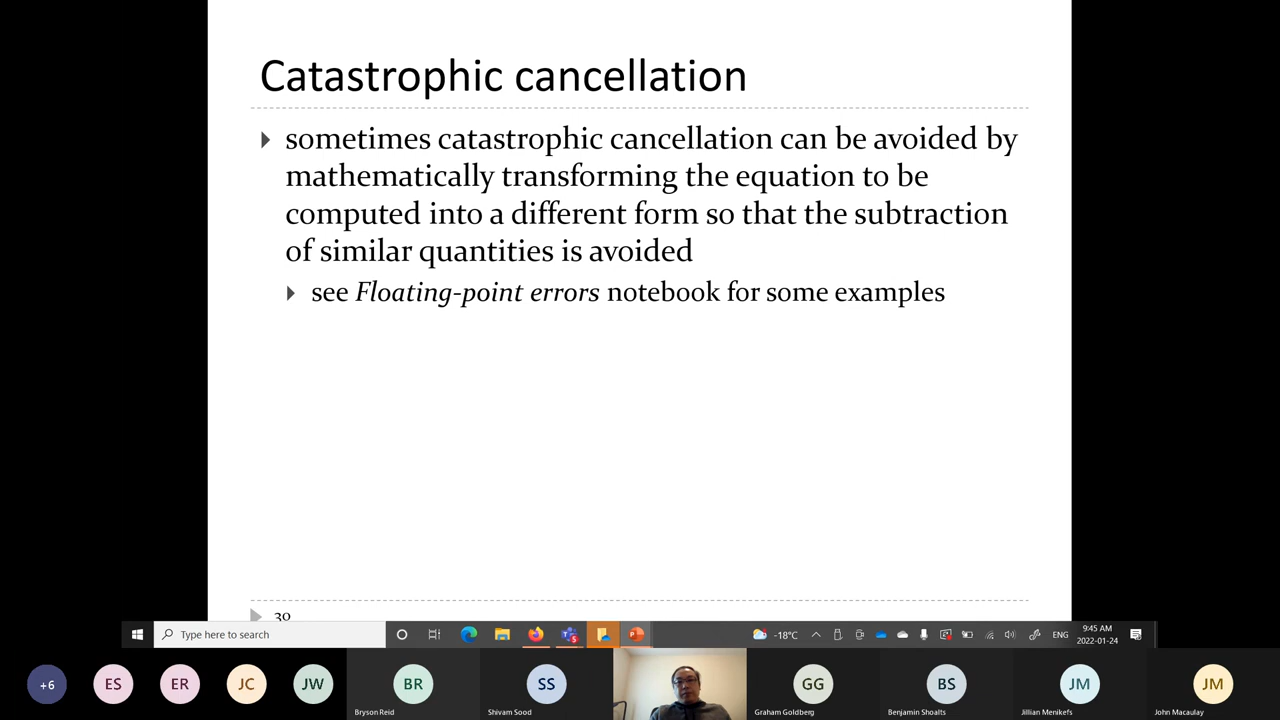 Catastrophic cancellation
sometimes catastrophic cancellation can be avoided by
mathematically transforming the equation to be
computed into a different form so that the subtraction
of similar quantities is avoided
see Floating-point errors notebook for some examples
30
Type here to search
-18°C
ENG
9:45 AM
2022-01-24
+6
ES
ER
JC
JW
BR
SS
GG
BS
JM
JM
Bryson Reid
Shivam Sood
Graham Goldberg
Benjamin Shoalts
Jillian Menikefs
John Macaulay